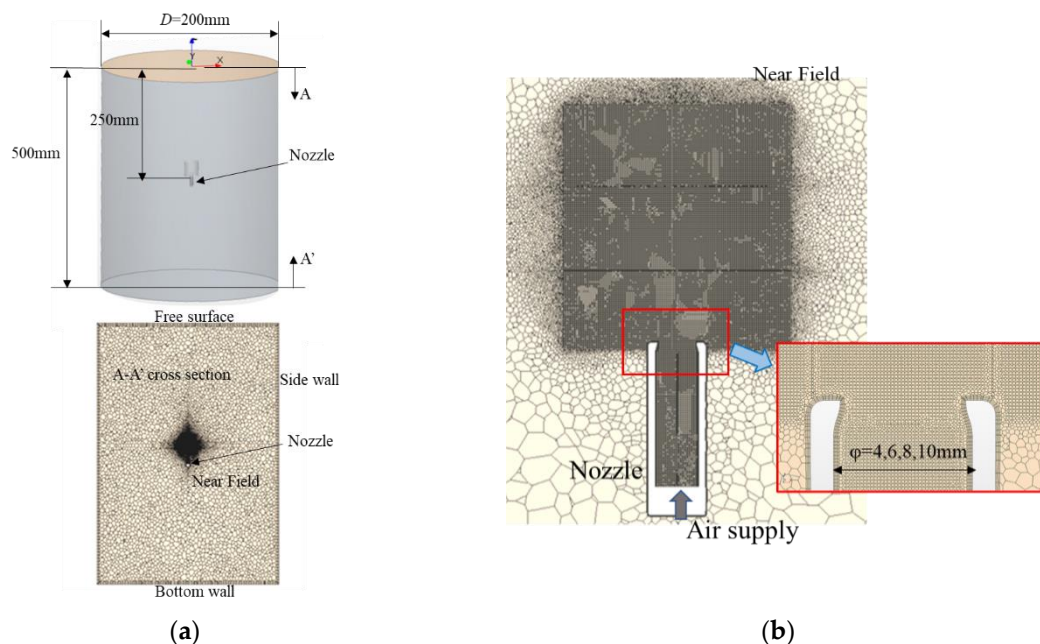 D=200mm
Y
X
A
250mm
500mm
Nozzle
A'
Free surface
A-A' cross section
Side wall
Nozzle
Near Field
Bottom wall
(a)
Near Field
Nozzle
φ=4,6,8,10mm
Air supply
(b)